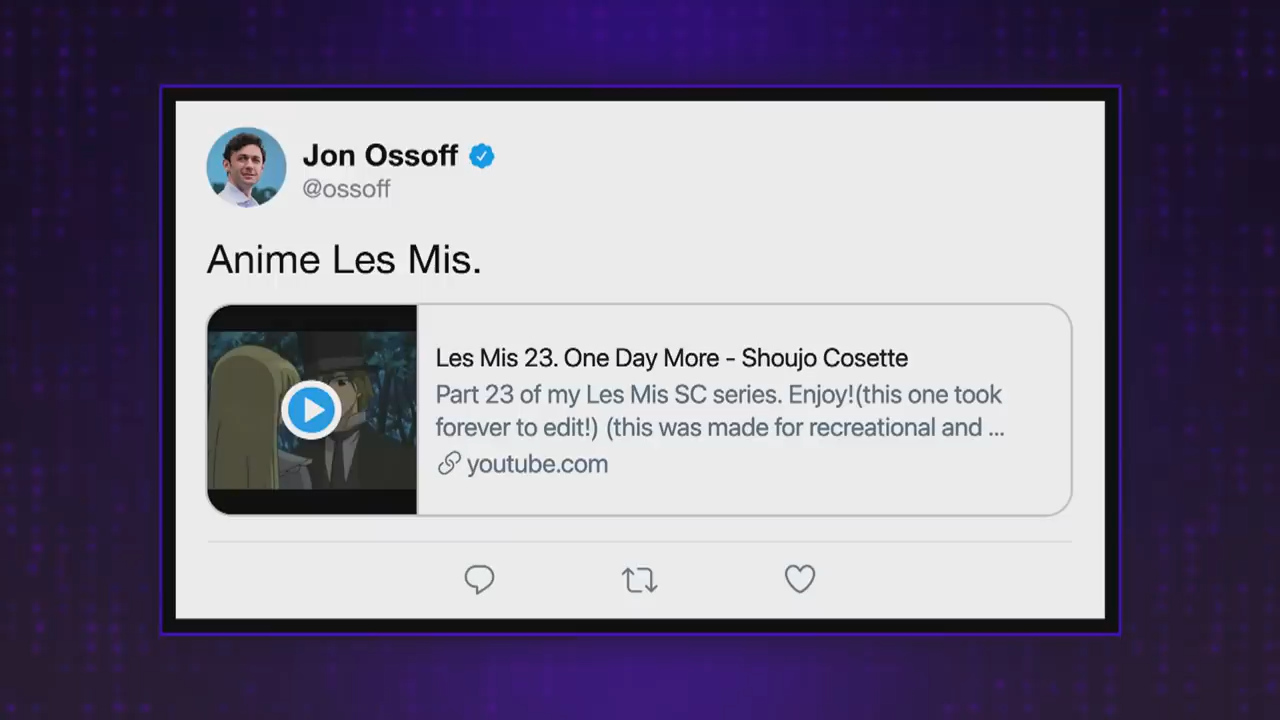 Jon Ossoff
@ossoff
Anime Les Mis.
Les Mis 23. One Day More - Shoujo Cosette
Part 23 of my Les Mis SC series. Enjoy!(this one took
forever to edit!) (this was made for recreational and ...
youtube.com